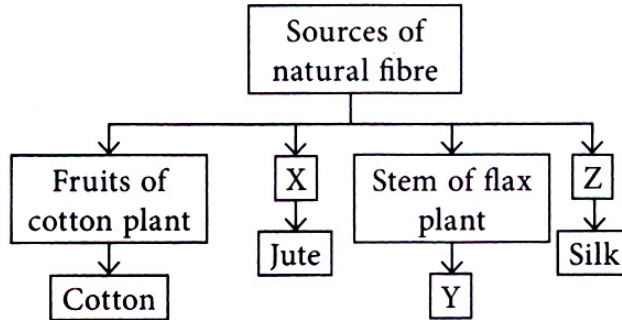 Sources of
natural fibre
Fruits of
cotton plant
X
Stem of flax
plant
Z
Jute
Silk
Cotton
Y